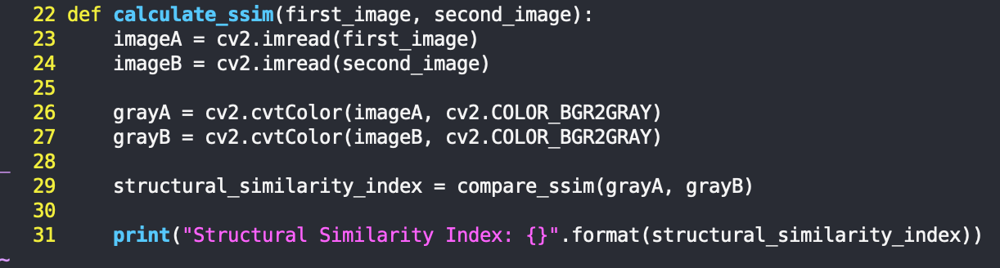 22 def calculate_ssim(first_image, second_image):
23     imageA = cv2.imread(first_image)
24     imageB = cv2.imread(second_image)
25
26     grayA = cv2.cvtColor(imageA, cv2.COLOR_BGR2GRAY)
27     grayB = cv2.cvtColor(imageB, cv2.COLOR_BGR2GRAY)
28
29     structural_similarity_index = compare_ssim(grayA, grayB)
30
31     print("Structural Similarity Index: {}".format(structural_similarity_index))
~